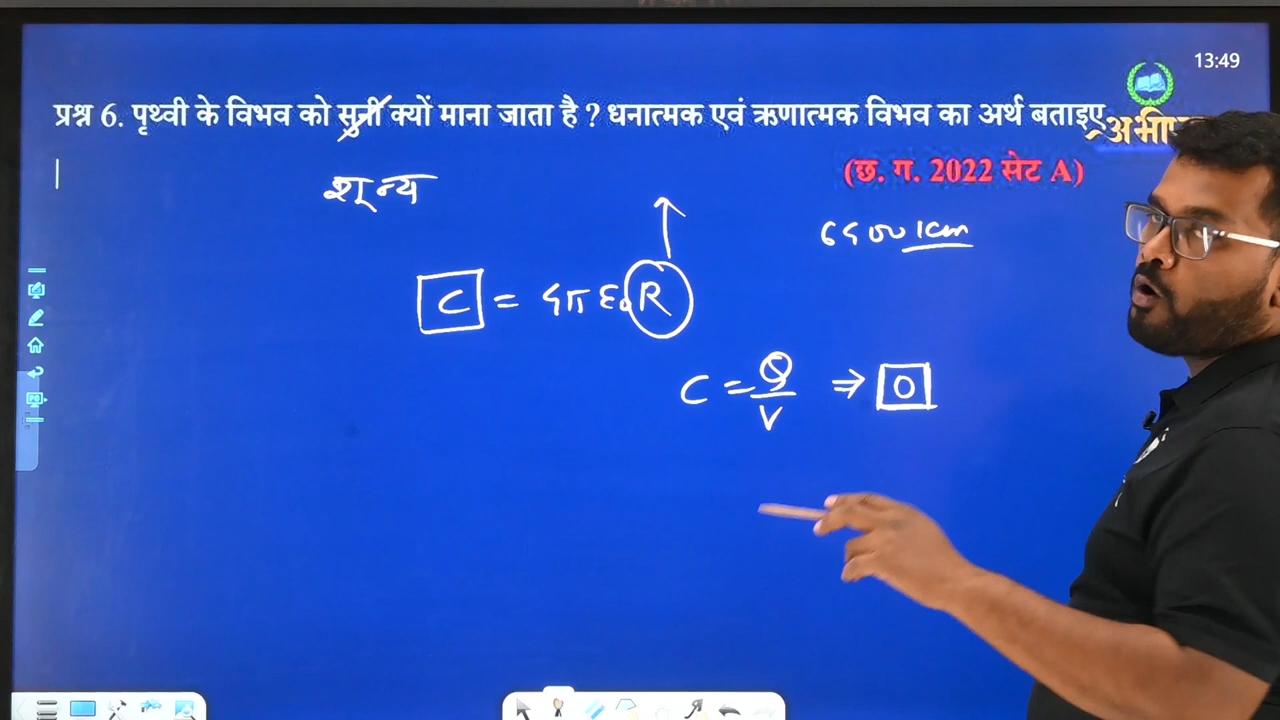 13:49
प्रश्न 6. पृथ्वी के विभव को सुनी क्यों माना जाता है ? धनात्मक एवं ऋणात्मक विभव का अर्थ बताइए
(छ. ग. 2022 सेट A)
शून्य
6400 km
C = 4π ε₀ R
C = Q/V ⇒ 0